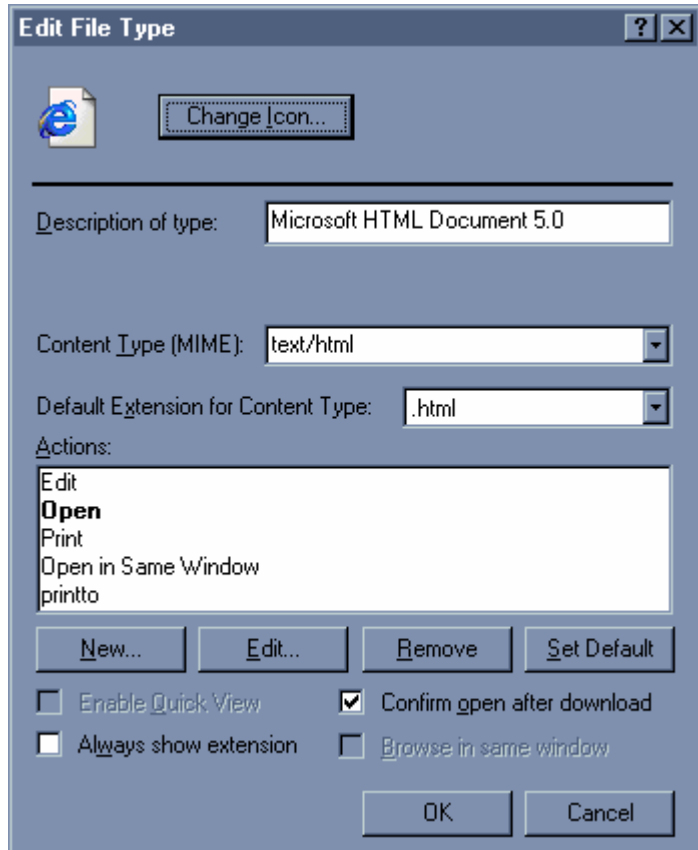 Edit File Type
Change Icon...
Description of type: Microsoft HTML Document 5.0
Content Type (MIME): text/html
Default Extension for Content Type: .html
Actions:
Edit
Open
Print
Open in Same Window
printto
New... Edit... Remove Set Default
Enable Quick View Confirm open after download
Always show extension Browse in same window
OK Cancel